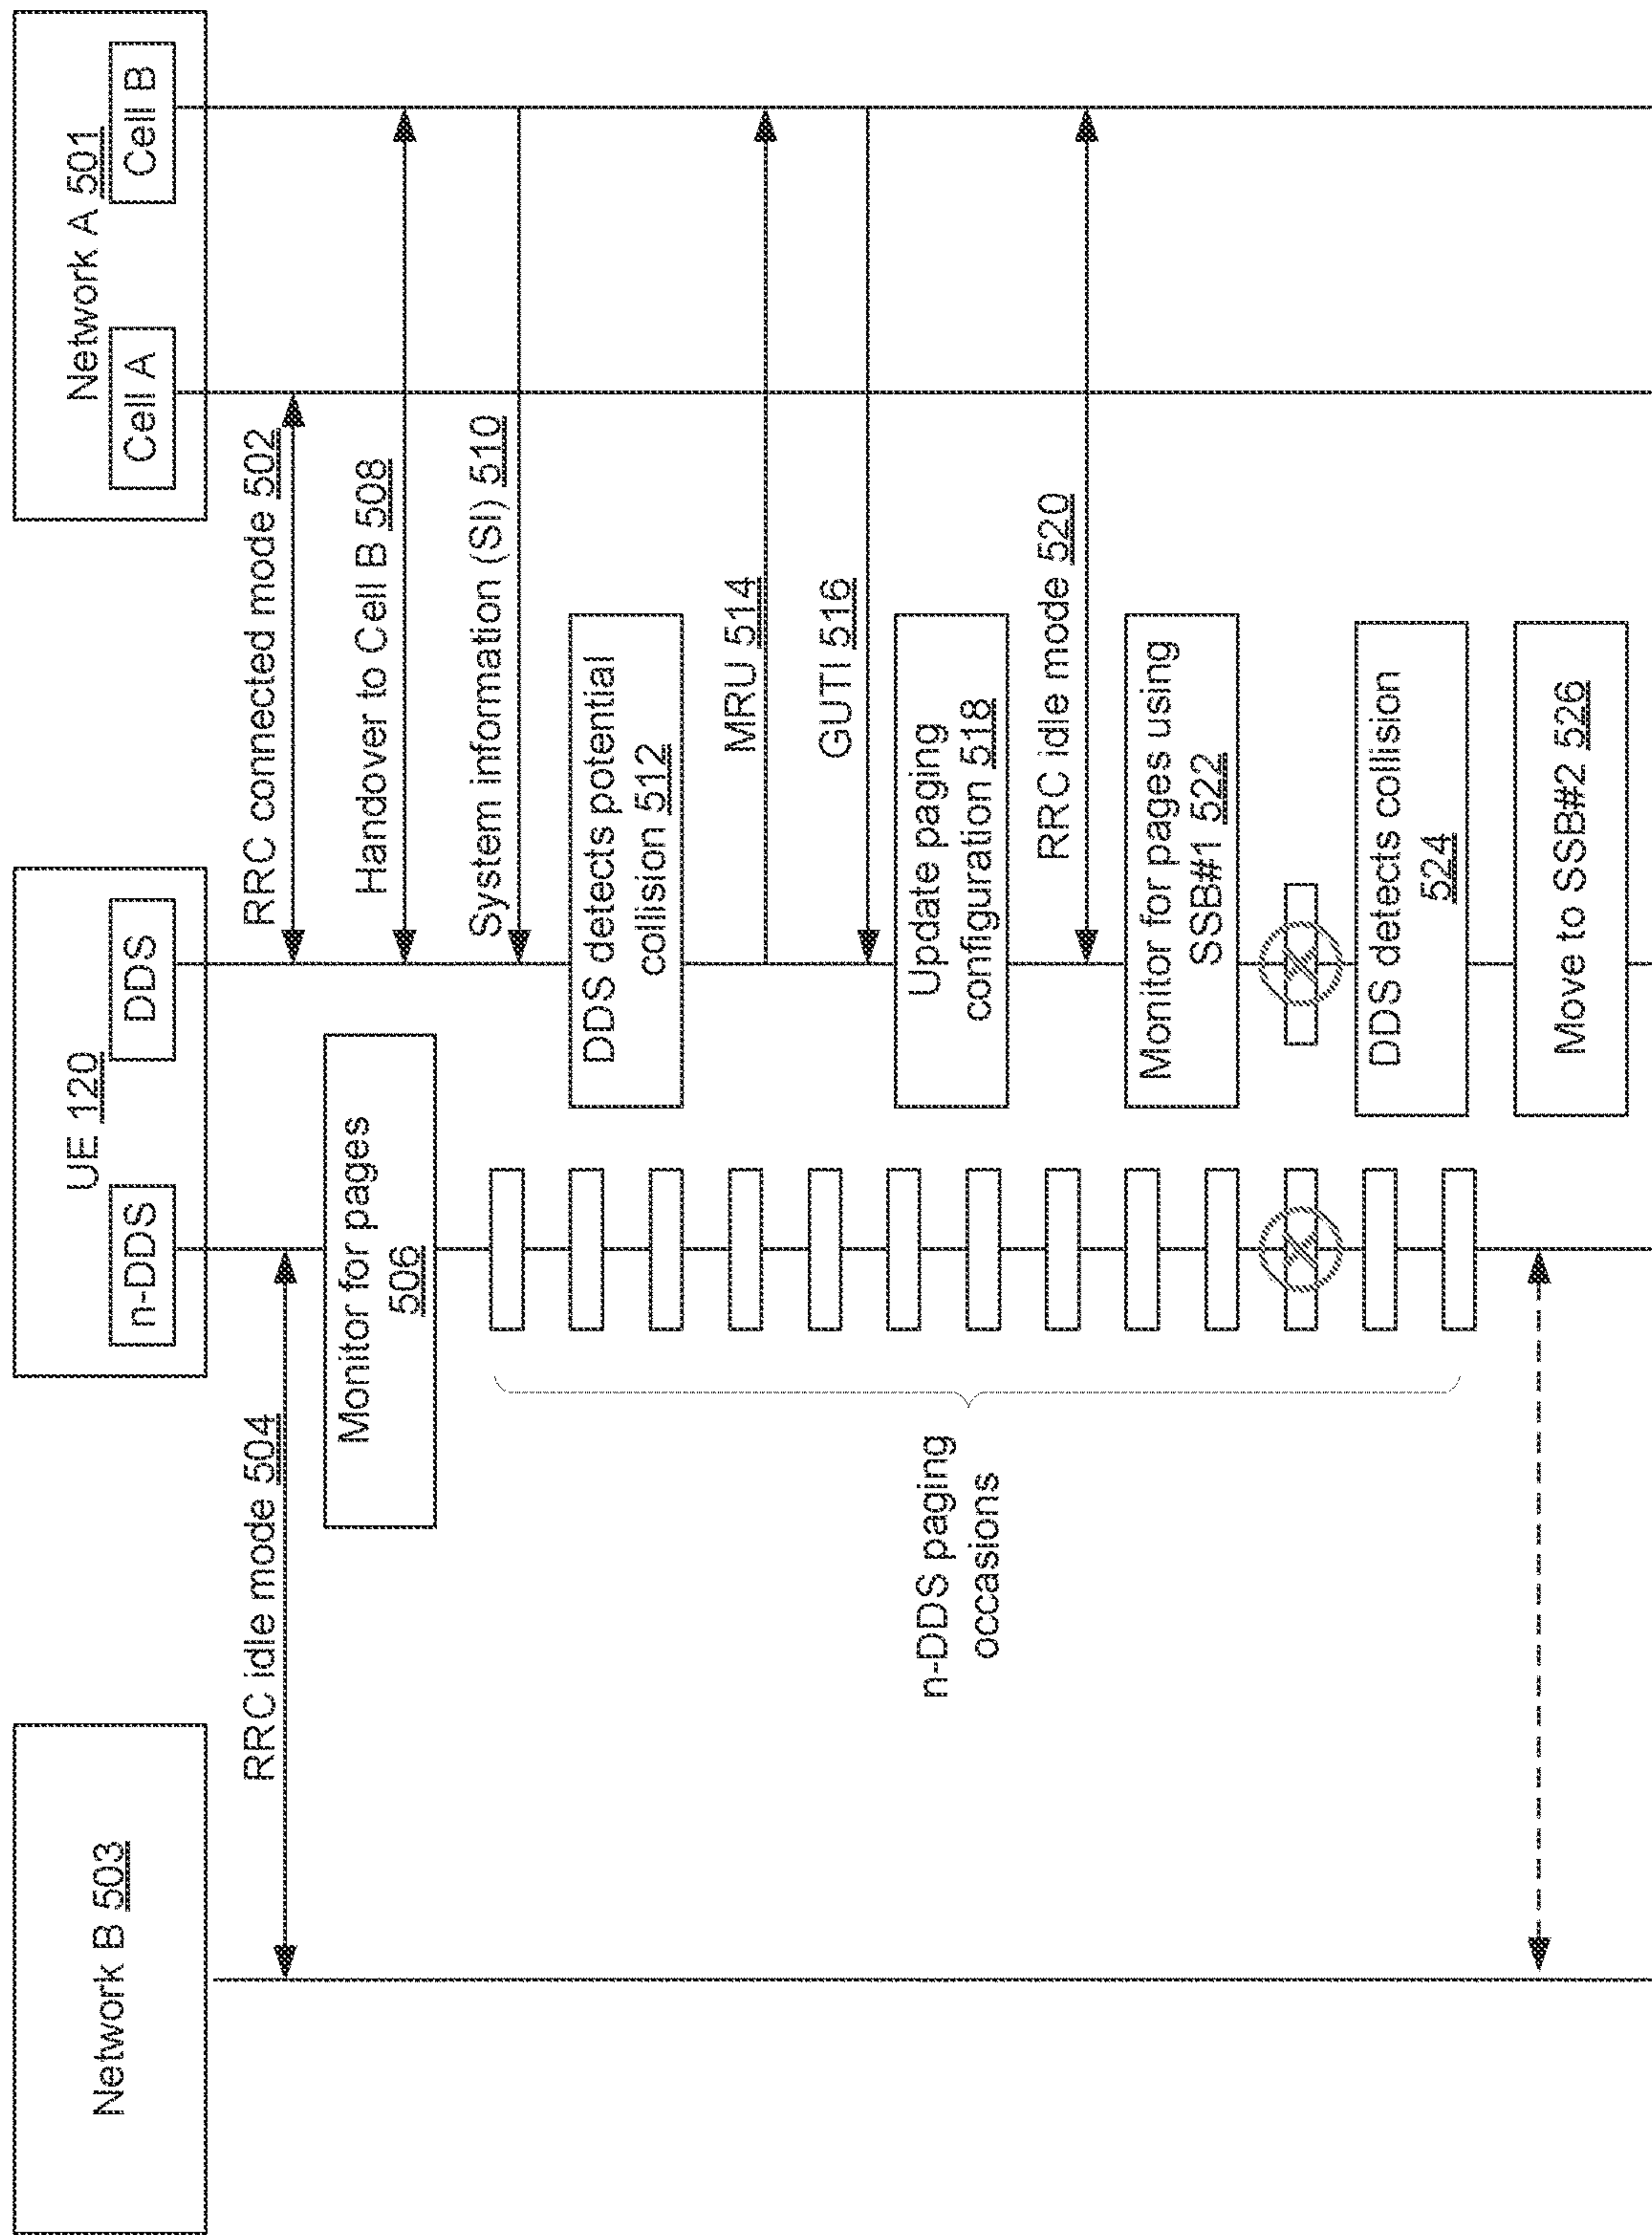 Network B 503
UE 120
n-DDS
DDS
Network A 501
Cell A
Cell B
RRC idle mode 504
RRC connected mode 502
Monitor for pages
506
Handover to Cell B 508
System information (SI) 510
DDS detects potential
collision 512
MRU 514
GUTI 516
n-DDS paging
occasions
Update paging
configuration 518
RRC idle mode 520
Monitor for pages using
SSB#1 522
DDS detects collision
524
Move to SSB#2 526